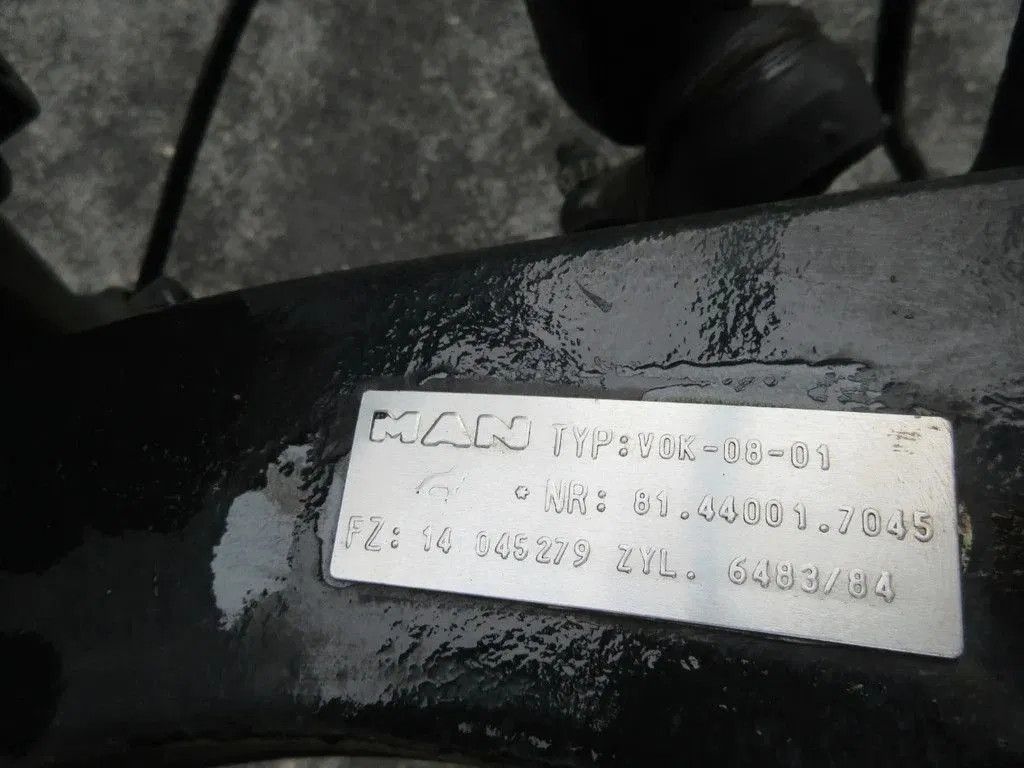 MAN TYP:VOK-08-01
* NR: 81.44001.7045
FZ: 14 045279 ZYL. 6483/84